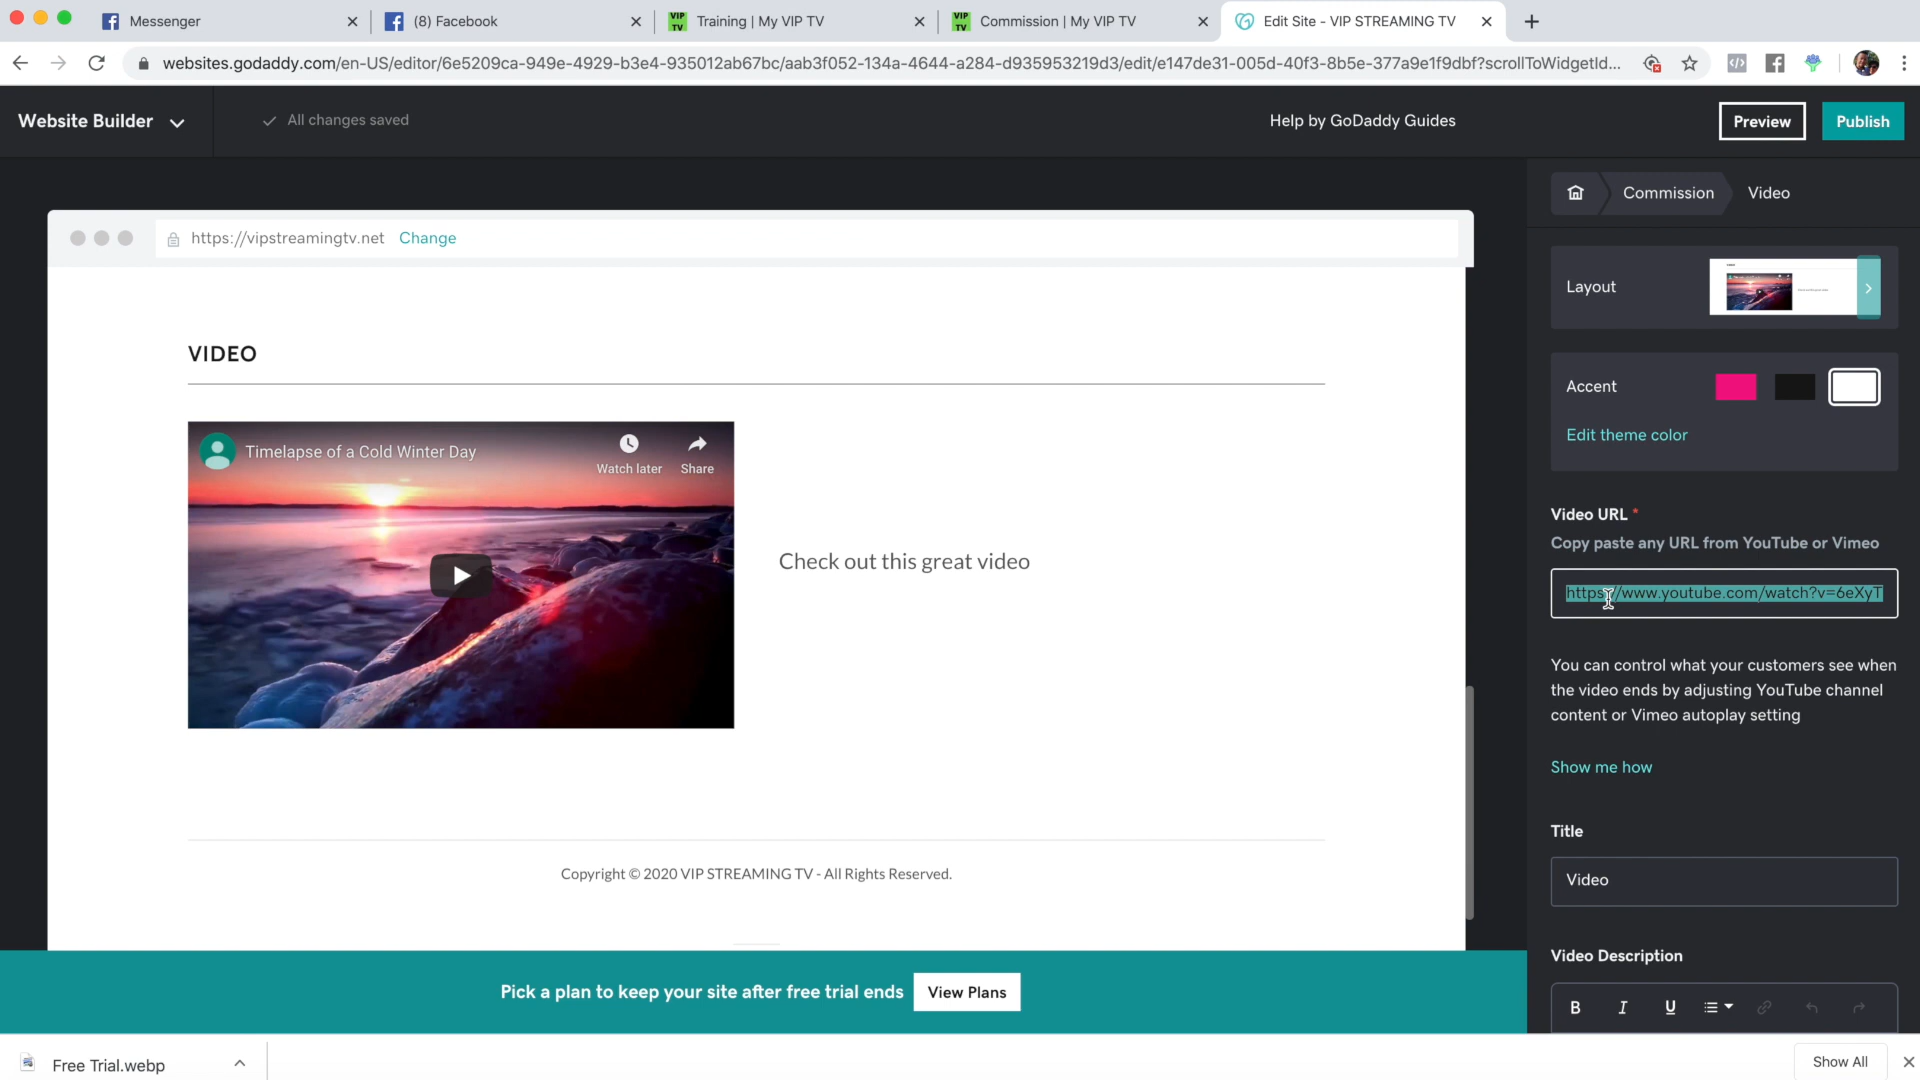 Messenger
(8) Facebook
VIP TV
Training | My VIP TV
VIP TV
Commission | My VIP TV
Edit Site - VIP STREAMING TV
websites.godaddy.com/en-US/editor/6e5209ca-949e-4929-b3e4-935012ab67bc/aab3f052-134a-4644-a284-d935953219d3/edit/e147de31-005d-40f3-8b5e-377a9e1f9dbf?scrollToWidgetId...
Website Builder
All changes saved
Help by GoDaddy Guides
Preview
Publish
Commission
Video
https://vipstreamingtv.net Change
Layout
VIDEO
Accent
Edit theme color
Timelapse of a Cold Winter Day
Watch later
Share
Check out this great video
Video URL *
Copy paste any URL from YouTube or Vimeo
https://www.youtube.com/watch?v=6eXyT
You can control what your customers see when
the video ends by adjusting YouTube channel
content or Vimeo autoplay setting
Show me how
Title
Video
Copyright © 2020 VIP STREAMING TV - All Rights Reserved.
Video Description
B I U
Pick a plan to keep your site after free trial ends
View Plans
Free Trial.webp
Show All